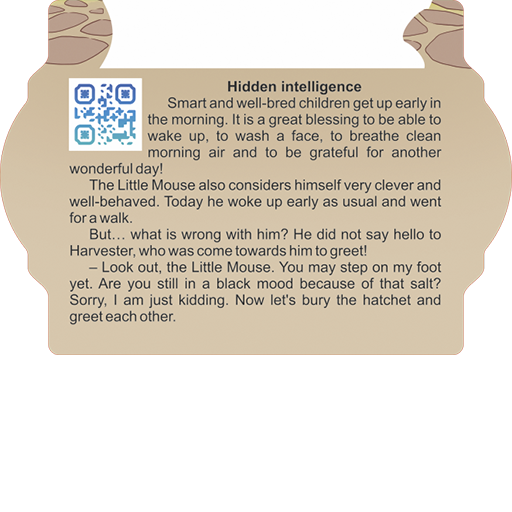 Hidden intelligence
Smart and well-bred children get up early in
the morning. It is a great blessing to be able to
wake up, to wash a face, to breathe clean
morning air and to be grateful for another
wonderful day!
The Little Mouse also considers himself very clever and
well-behaved. Today he woke up early as usual and went
for a walk.
But… what is wrong with him? He did not say hello to
Harvester, who was come towards him to greet!
– Look out, the Little Mouse. You may step on my foot
yet. Are you still in a black mood because of that salt?
Sorry, I am just kidding. Now let's bury the hatchet and
greet each other.